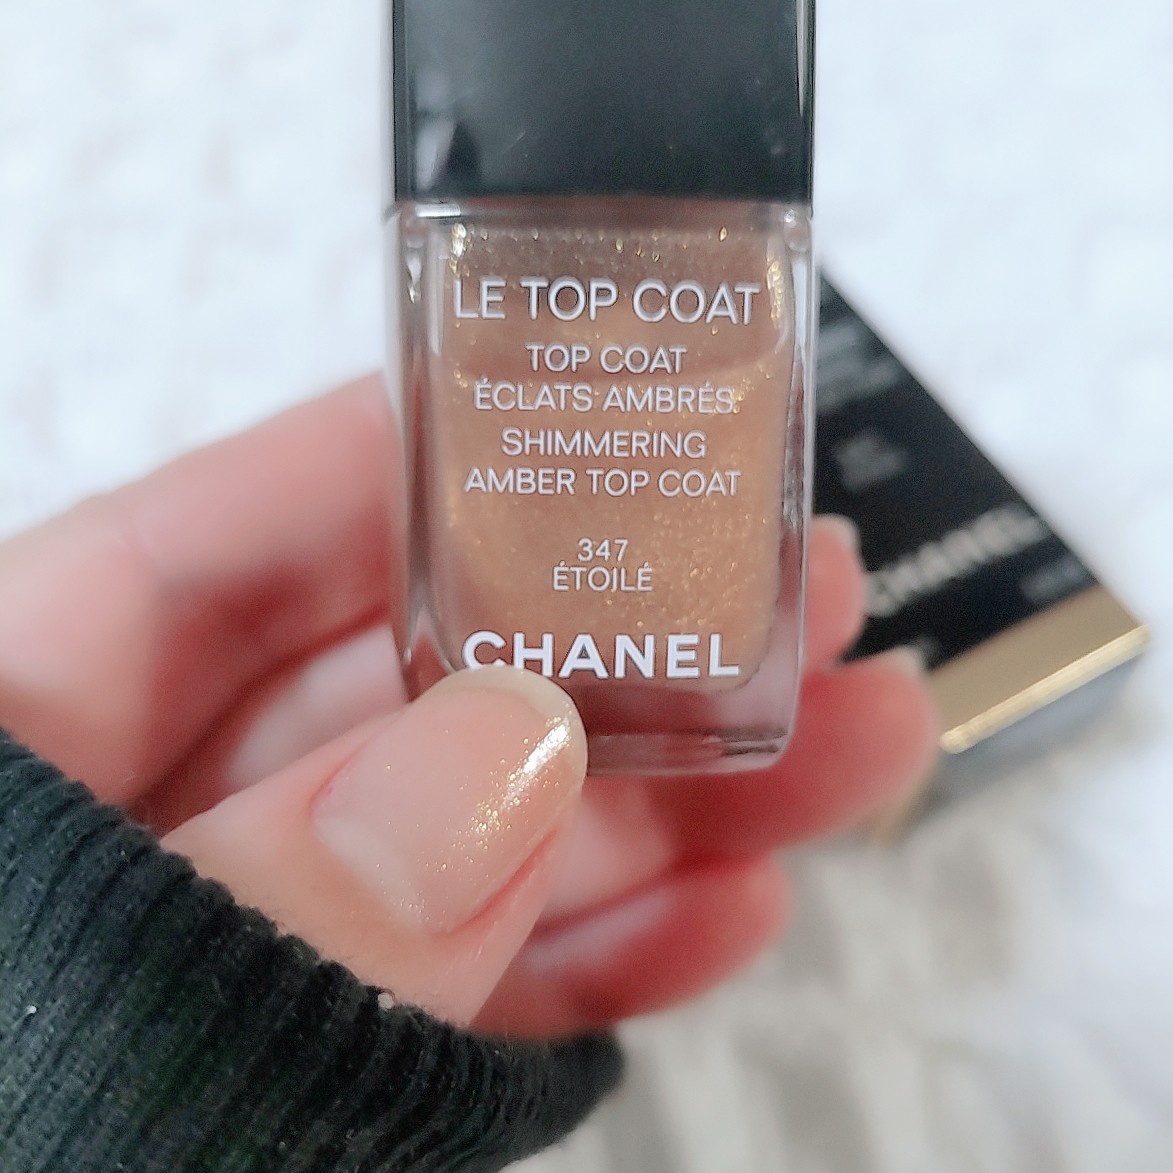 LE TOP COAT
TOP COAT
ÉCLATS AMBRÉS
SHIMMERING
AMBER TOP COAT
347
ÉTOILÉ
CHANEL
CHANEL